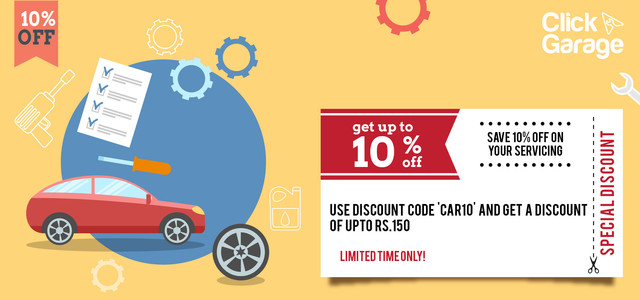 10%
OFF
Click
Garage
get up to
10 %
off
SAVE 10% OFF ON
YOUR SERVICING
SPECIAL DISCOUNT
USE DISCOUNT CODE 'CAR10' AND GET A DISCOUNT
OF UPTO RS.150
LIMITED TIME ONLY!